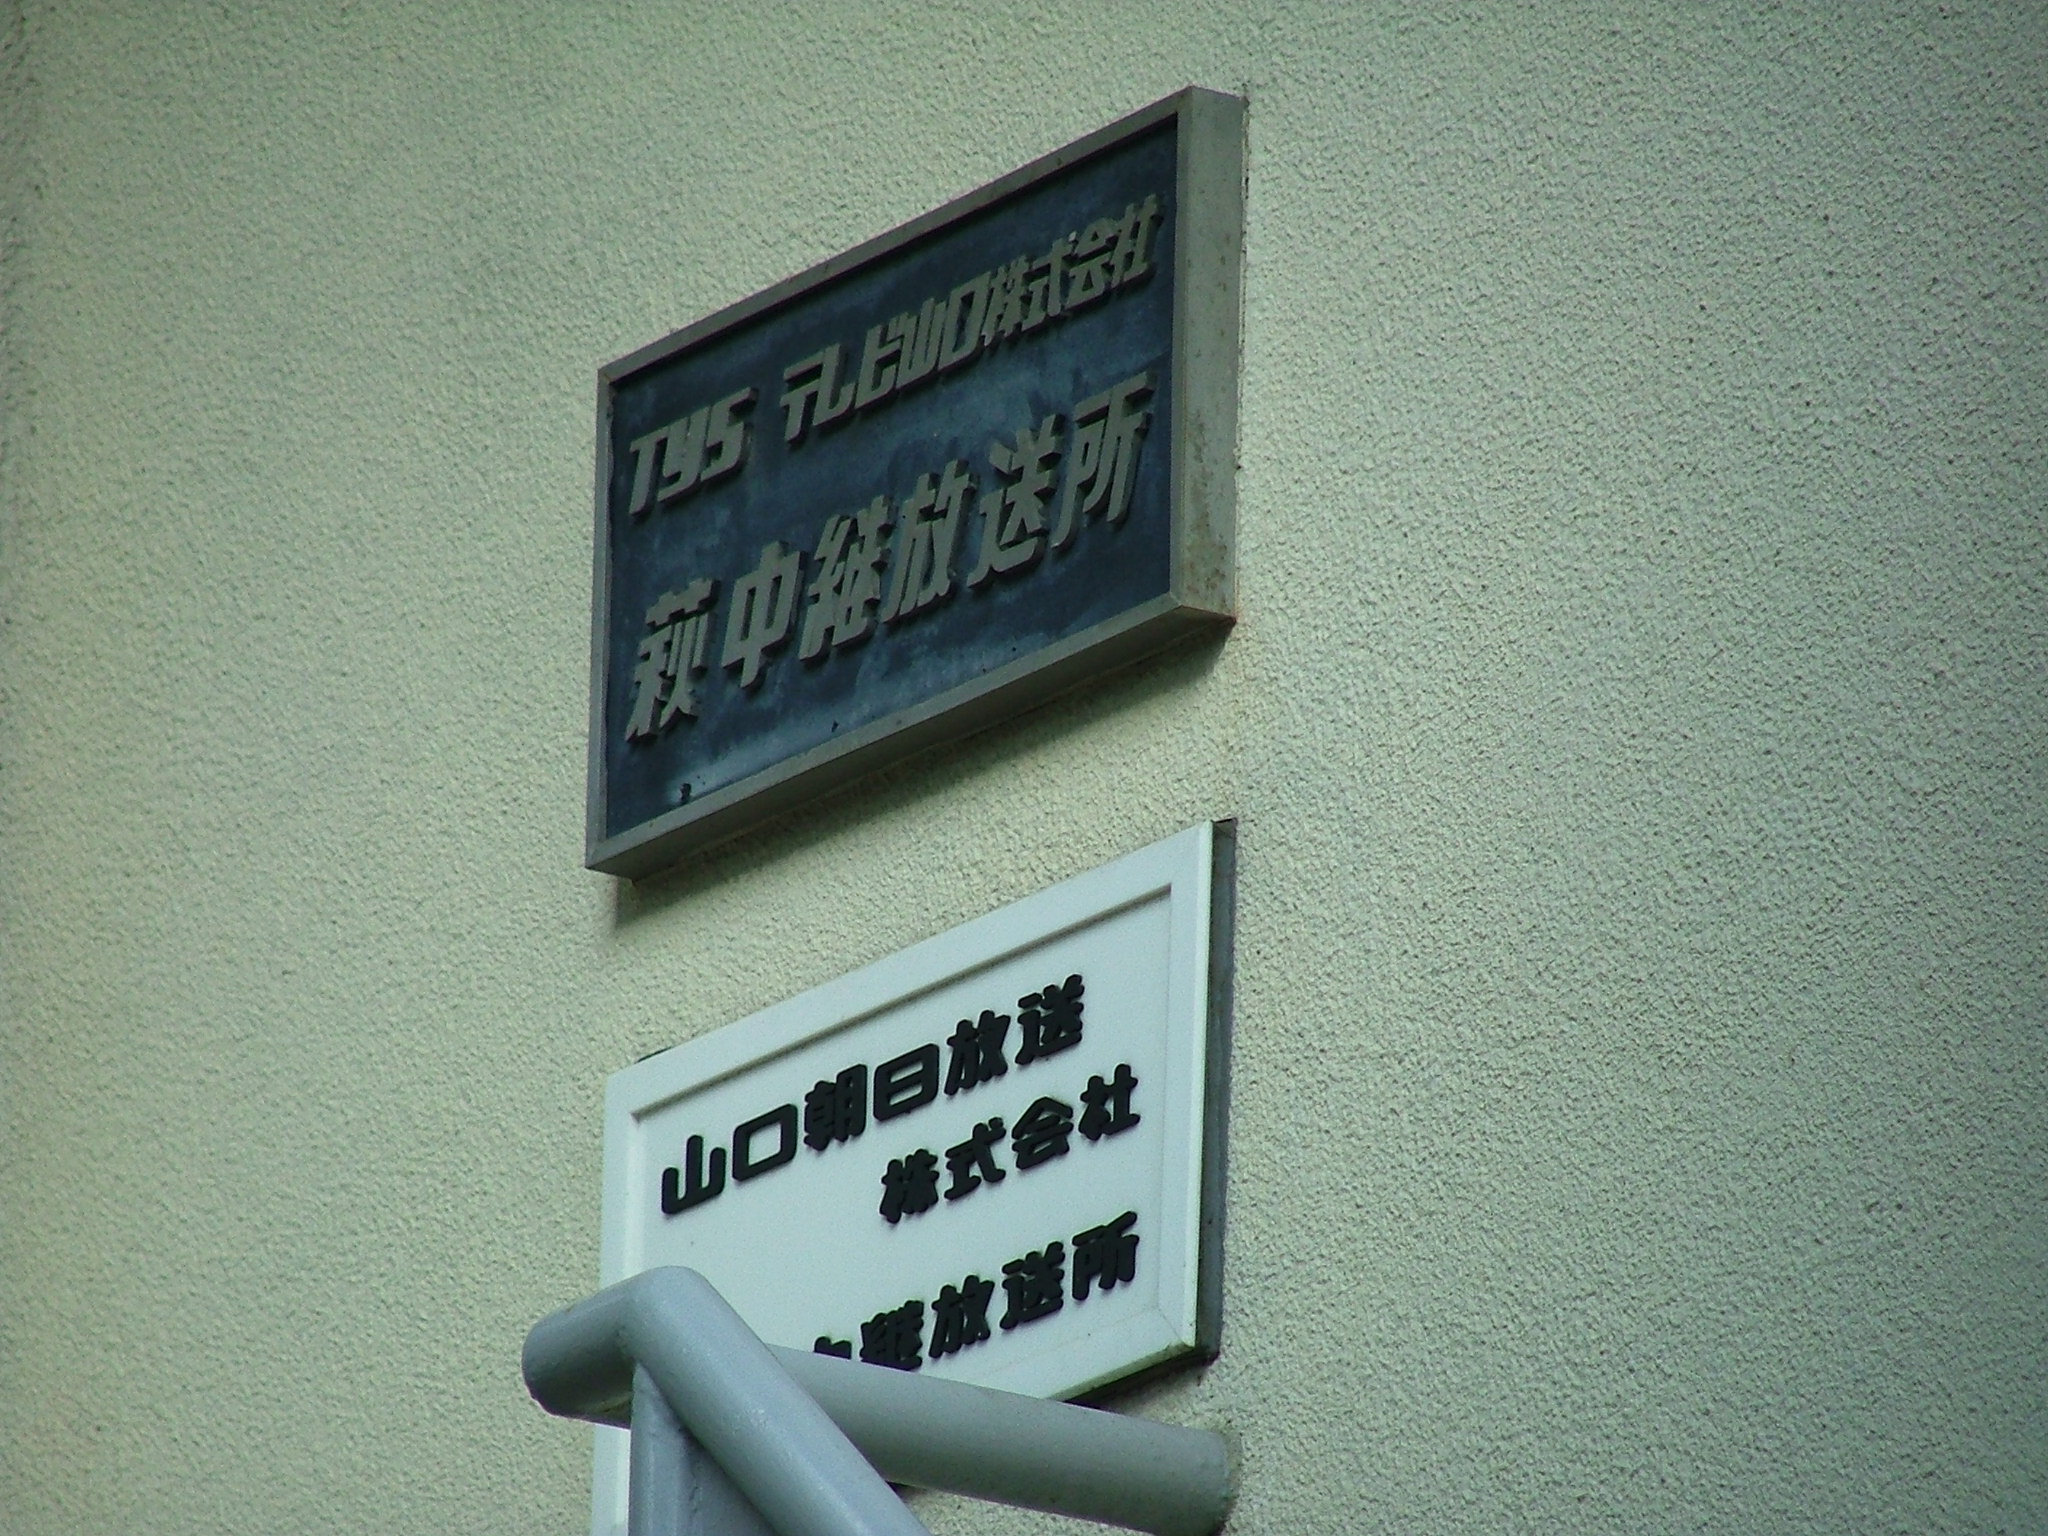 TYS テレビ山口株式会社
萩中継放送所
山口朝日放送
株式会社
中継放送所